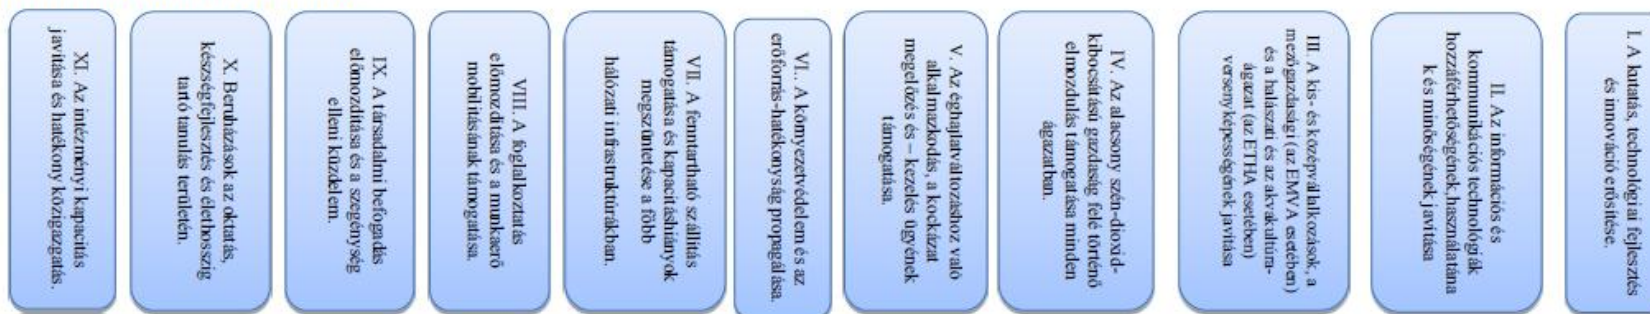 I. A kutatás, technológiai fejlesztés
és innováció erősítése.
II. Az információs és
kommunikációs technológiák
hozzáférhetőségének,használatána
k és minőségének javítása
III. A kis- és középvállalkozások, a
mezőgazdasági (az EMVA esetében)
és a halászati és az akvakultúra-
ágazat (az ETHA esetében)
versenyképességének javítása
IV. Az alacsony szén-dioxid-
kibocsátású gazdaság felé történő
elmozdulás támogatása minden
ágazatban.
V. Az éghajlatváltozáshoz való
alkalmazkodás, a kockázat
megelőzés és – kezelés ügyének
támogatása.
VI.. A környezetvédelem és az
erőforrás-hatékonyság propagálása.
VII. A fenntartható szállítás
támogatása és kapacitáshiányok
megszüntetése a főbb
hálózati infrastruktúrákban.
VIII. A foglalkoztatás
előmozdítása és a munkaerő
mobilitásának támogatása.
IX. A társadalmi befogadás
előmozdítása és a szegénység
elleni küzdelem.
X. Beruházások az oktatás,
készségfejlesztés és élethosszig
tartó tanulás területén.
XI. Az intézményi kapacitás
javítása és hatékony közigazgatás.